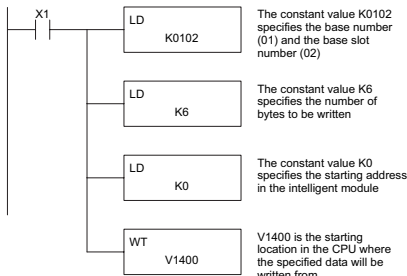 X1
LD
K0102
The constant value K0102
specifies the base number
(01) and the base slot
number (02)
LD
K6
The constant value K6
specifies the number of
bytes to be written
LD
K0
The constant value K0
specifies the starting address
in the intelligent module
WT
V1400
V1400 is the starting
location in the CPU where
the specified data will be
written from